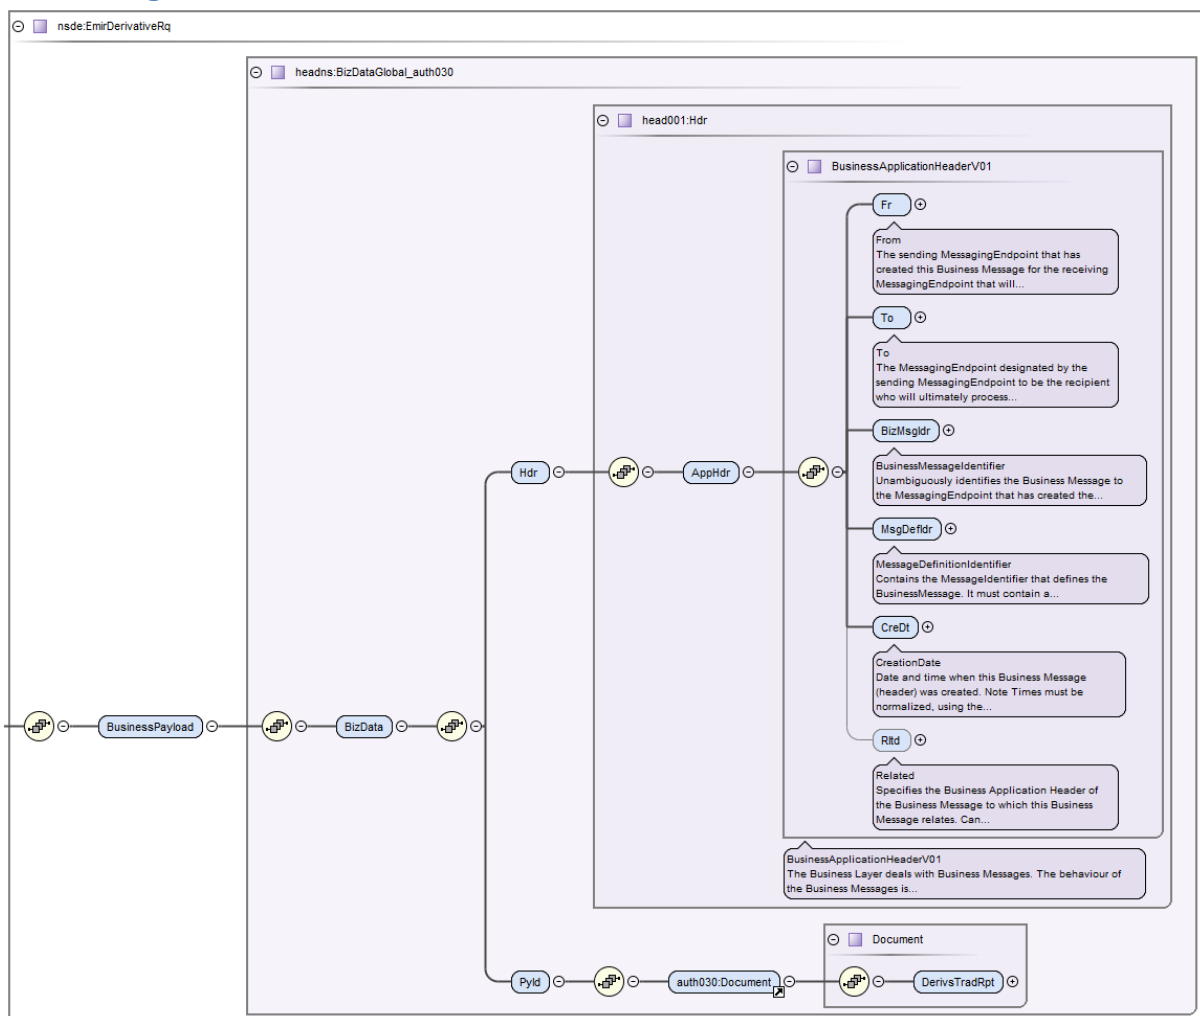 nsde:EmirDerivativeRq
headns:BizDataGlobal_auth030
head001:Hdr
BusinessApplicationHeaderV01
Fr
From
The sending MessagingEndpoint that has
created this Business Message for the receiving
MessagingEndpoint that will...
To
To
The MessagingEndpoint designated by the
sending MessagingEndpoint to be the recipient
who will ultimately process...
BizMsgIdr
BusinessMessageIdentifier
Unambiguously identifies the Business Message to
the MessagingEndpoint that has created the...
Hdr
AppHdr
MsgDefIdr
MessageDefinitionIdentifier
Contains the MessageIdentifier that defines the
BusinessMessage. It must contain a...
CreDt
CreationDate
Date and time when this Business Message
(header) was created. Note Times must be
normalized, using the...
BusinessPayload
BizData
Rltd
Related
Specifies the Business Application Header of
the Business Message to which this Business
Message relates. Can...
BusinessApplicationHeaderV01
The Business Layer deals with Business Messages. The behaviour of
the Business Messages is...
Document
Pyld
auth030:Document
DerivsTradRpt